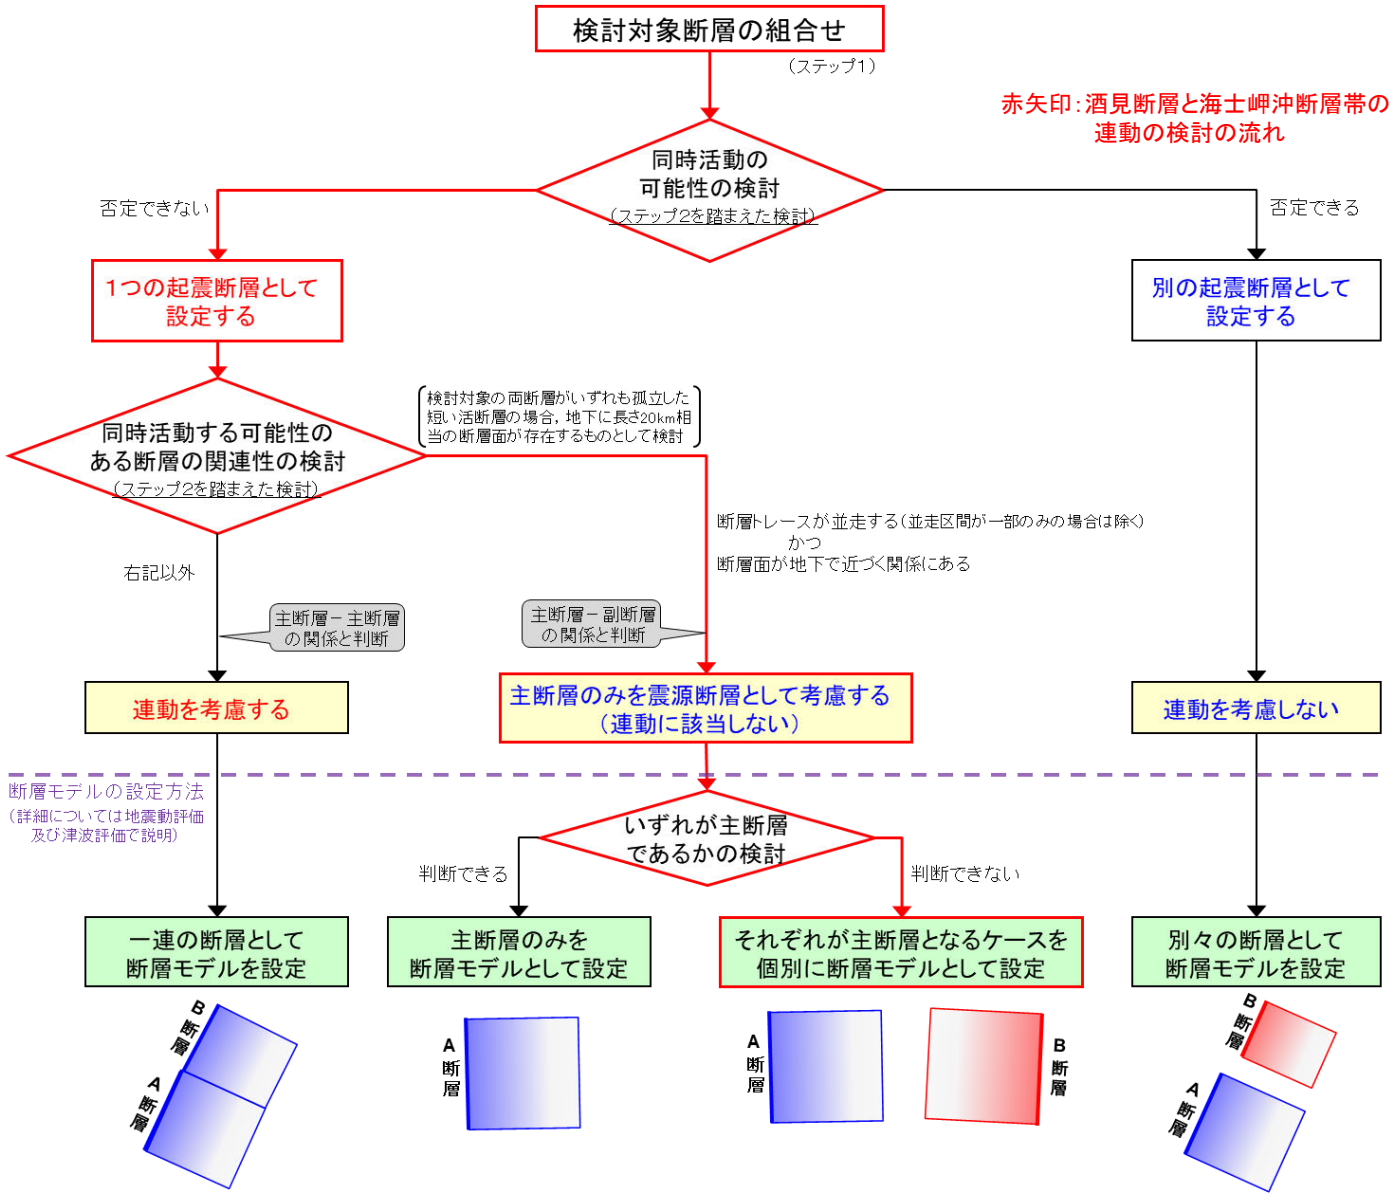 検討対象断層の組合せ
（ステップ1）
赤矢印：酒見断層と海士岬沖断層帯の
連動の検討の流れ
同時活動の
可能性の検討
（ステップ2を踏まえた検討）
否定できない
否定できる
1つの起震断層として
設定する
別の起震断層として
設定する
検討対象の両断層がいずれも孤立した
短い活断層の場合，地下に長さ20km相
当の断層面が存在するものとして検討
同時活動する可能性の
ある断層の関連性の検討
（ステップ2を踏まえた検討）
断層トレースが並走する（並走区間が一部のみの場合は除く）
かつ
断層面が地下で近づく関係にある
右記以外
主断層－主断層
の関係と判断
主断層－副断層
の関係と判断
連動を考慮する
主断層のみを震源断層として考慮する
（連動に該当しない）
連動を考慮しない
断層モデルの設定方法
（詳細については地震動評価
及び津波評価で説明）
いずれが主断層
であるかの検討
判断できる
判断できない
一連の断層として
断層モデルを設定
主断層のみを
断層モデルとして設定
それぞれが主断層となるケースを
個別に断層モデルとして設定
別々の断層として
断層モデルを設定
B断層
A断層
A断層
A断層
B断層
B断層
A断層